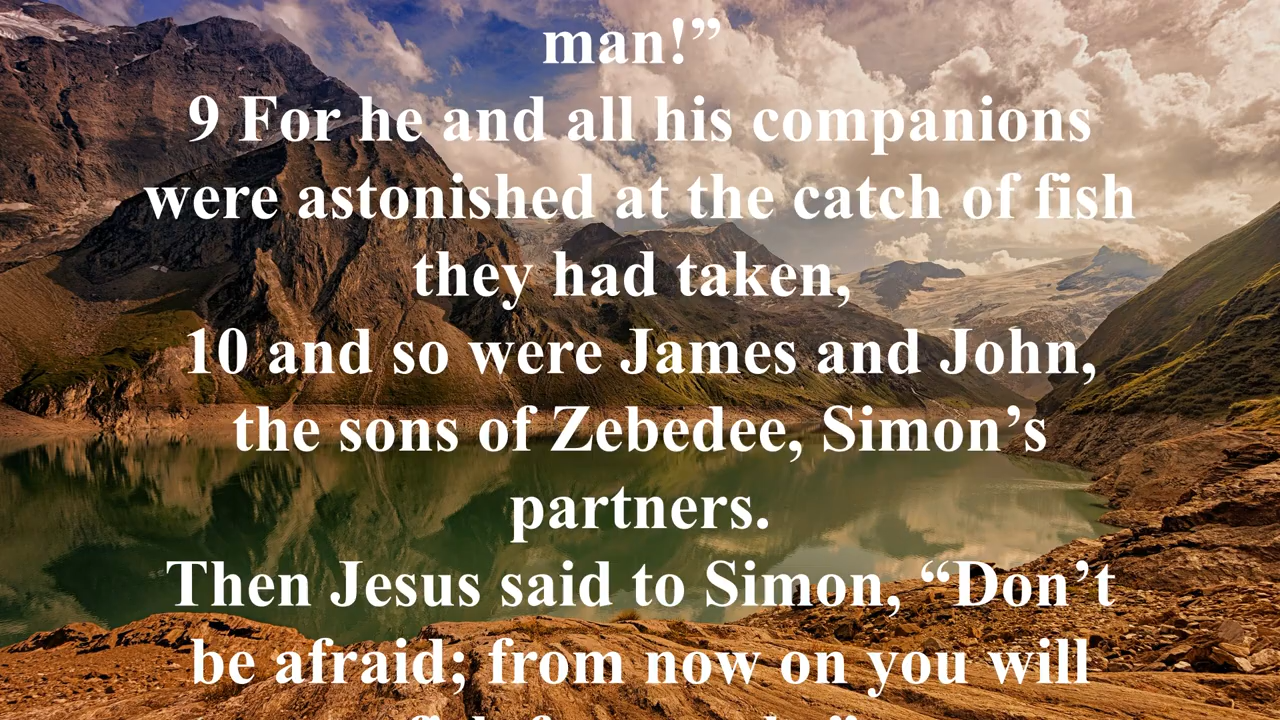 man!”
9 For he and all his companions
were astonished at the catch of fish
they had taken,
10 and so were James and John,
the sons of Zebedee, Simon’s
partners.
Then Jesus said to Simon, “Don’t
be afraid; from now on you will